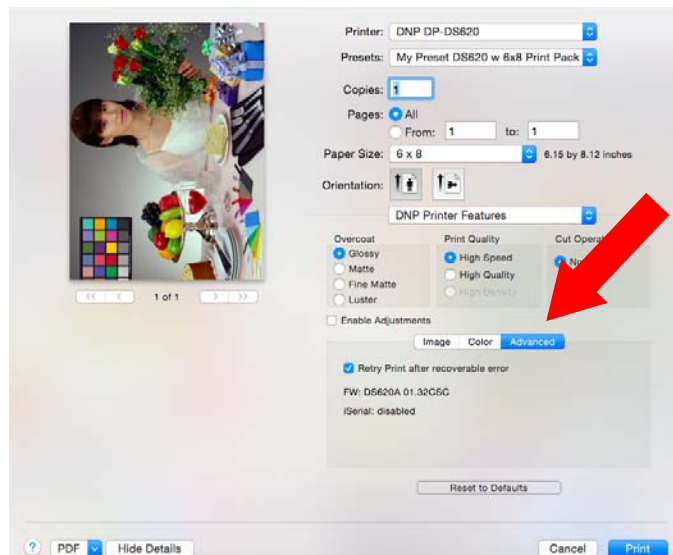 Printer: DNP DP-DS620
Presets: My Preset DS620 w 6x8 Print Pack
Copies: 1
Pages: All
From: 1 to: 1
Paper Size: 6 x 8 6.15 by 8.12 inches
Orientation:
DNP Printer Features
Overcoat Print Quality Cut
Glossy High Speed
Matte High Quality
Fine Matte High Density
Luster
1 of 1
Enable Adjustments
Image Color Advanced
Retry Print after recoverable error
FW: DS620A 01.32CSC
iSerial: disabled
Reset to Defaults
? PDF Hide Details Cancel Print